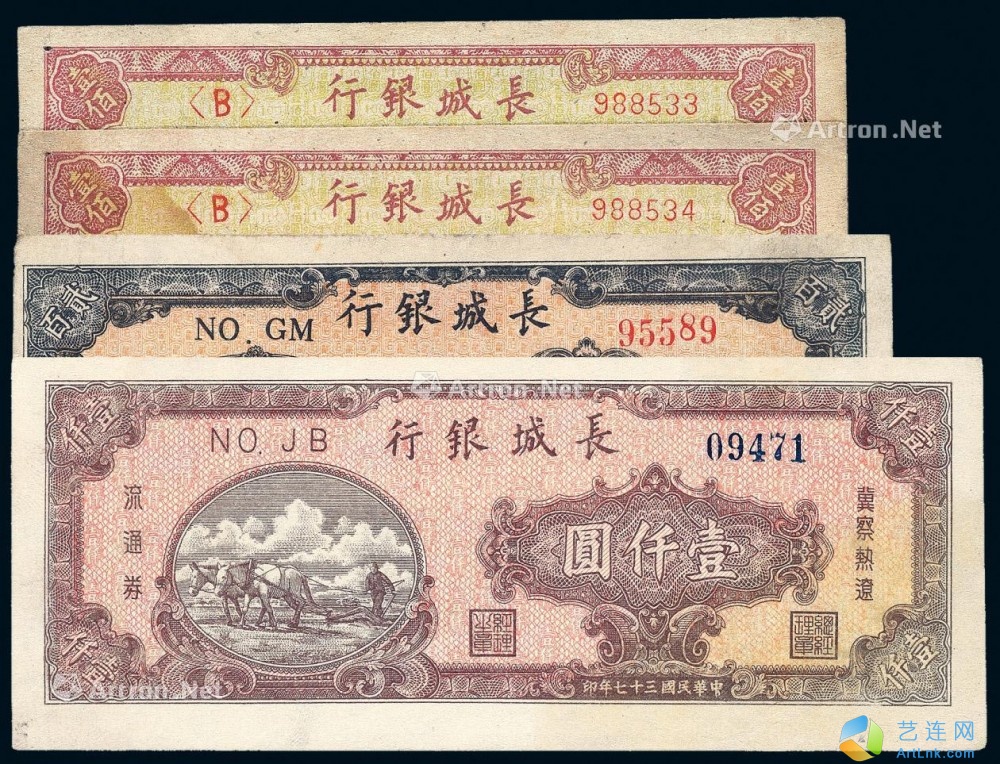 壹佰
〈B〉 行銀城長 988533
壹佰
Artron.Net
壹佰
〈B〉 行銀城長 988534
壹佰
百貳
NO. GM 行銀城長 95589
百貳
Artron.Net
仟壹
NO. JB 行銀城長 09471
仟壹
流通券
冀察熱遼
圓仟壹
經理之章
總經理章
印年七十三國民華中
仟壹
壹仟
Artron.Net
艺连网
ArtLnk.com